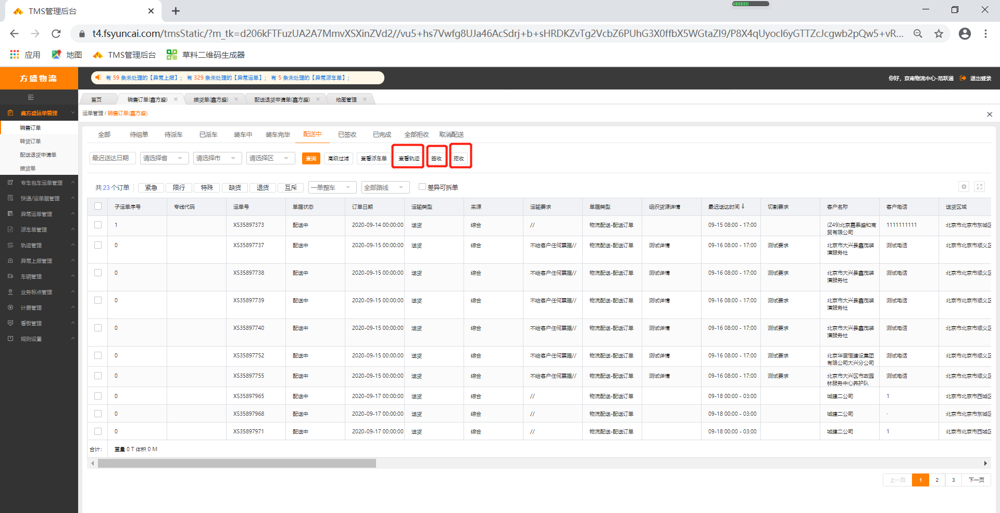 TMS管理后台
t4.fsyuncai.com/tmsStatic/?m_tk=d206kFTFuzUA2A7MmvXSXinZVd2//vu5+hs7Vwfg8UJa46AcSdrj+b+sHRDKZvTg2VcbZ6PUhG3X0ffbX5WGtaZI9/P8X4qUyocI6yGTTZcJcgwb2pQw5+vR...
应用 地图 TMS管理后台 草料二维码生成器
方盛物流
有 59 条未处理的【异常上报】； 有 329 条未处理的【异常运单】； 有 5 条未处理的【异常派车单】；
你好，京南物流中心-范跃通 退出登录
首页 销售订单(鑫方盛) 接货单(鑫方盛) 配送退货申请单(鑫方盛) 地图管理
运单管理 / 销售订单(鑫方盛)
鑫方盛运单管理
销售订单
转货订单
配送退货申请单
接货单
专车包车运单管理
快递/运单据管理
异常运单管理
派车单管理
轨迹管理
异常上报管理
车辆管理
业务标点管理
计费管理
看板管理
规则设置
全部 待组单 待派车 已派车 装车中 装车完毕 配送中 已签收 已完成 全部拒收 取消配送
最迟送达日期 请选择省 请选择市 请选择区 查询 高级过滤 查看派车单 查看轨迹 签收 拒收
共 23 个订单 紧急 限行 特殊 缺货 退货 互斥 一单整车 全部路线 差异可拆单
子运单序号 专线代码 运单号 单据状态 订单日期 运输类型 来源 运输要求 单据类型 组织货源详情 最迟送达时间 切割要求 客户名称 客户电话 送货区域
1 XS35897373 配送中 2020-09-14 00:00:00 送货 综合 // 物流配送-配送订单 09-15 08:00 - 17:00 (Z49)北京嘉泰盛和商贸有限公司 1111111111 北京市北京市东城区
0 XS35897737 配送中 2020-09-15 00:00:00 送货 综合 不给客户任何票据// 物流配送-配送订单 测试详情 09-16 08:00 - 17:00 测试要求 北京市大兴县鑫茂装潢服务社 测试电话 北京市北京市顺义区
0 XS35897738 配送中 2020-09-15 00:00:00 送货 综合 不给客户任何票据// 物流配送-配送订单 测试详情 09-16 08:00 - 17:00 测试要求 北京市大兴县鑫茂装潢服务社 测试电话 北京市北京市顺义区
0 XS35897739 配送中 2020-09-15 00:00:00 送货 综合 不给客户任何票据// 物流配送-配送订单 测试详情 09-16 08:00 - 17:00 测试要求 北京市大兴县鑫茂装潢服务社 测试电话 北京市北京市顺义区
0 XS35897740 配送中 2020-09-15 00:00:00 送货 综合 不给客户任何票据// 物流配送-配送订单 测试详情 09-16 08:00 - 17:00 测试要求 北京市大兴县鑫茂装潢服务社 测试电话 北京市北京市顺义区
0 XS35897752 配送中 2020-09-15 00:00:00 送货 综合 不给客户任何票据// 物流配送-配送订单 测试详情 09-16 08:00 - 17:00 测试要求 北京华厦恒建设集团有限公司大兴分公司 测试电话 北京市北京市顺义区
0 XS35897755 配送中 2020-09-15 00:00:00 送货 综合 不给客户任何票据// 物流配送-配送订单 测试详情 09-16 08:00 - 17:00 测试要求 北京市大兴区市政园林服务中心养护队 测试电话 北京市北京市顺义区
0 XS35897965 配送中 2020-09-17 00:00:00 送货 综合 // 物流配送-配送订单 09-18 00:00 - 03:00 城建二公司 1 北京市北京市西城区
0 XS35897968 配送中 2020-09-17 00:00:00 送货 综合 // 物流配送-配送订单 09-18 00:00 - 03:00 城建二公司 · 北京市北京市东城区
0 XS35897971 配送中 2020-09-17 00:00:00 送货 综合 // 物流配送-配送订单 09-18 00:00 - 03:00 城建二公司 1 北京市北京市西城区
合计： 重量 0 T 体积 0 M
上一页 1 2 3 下一页